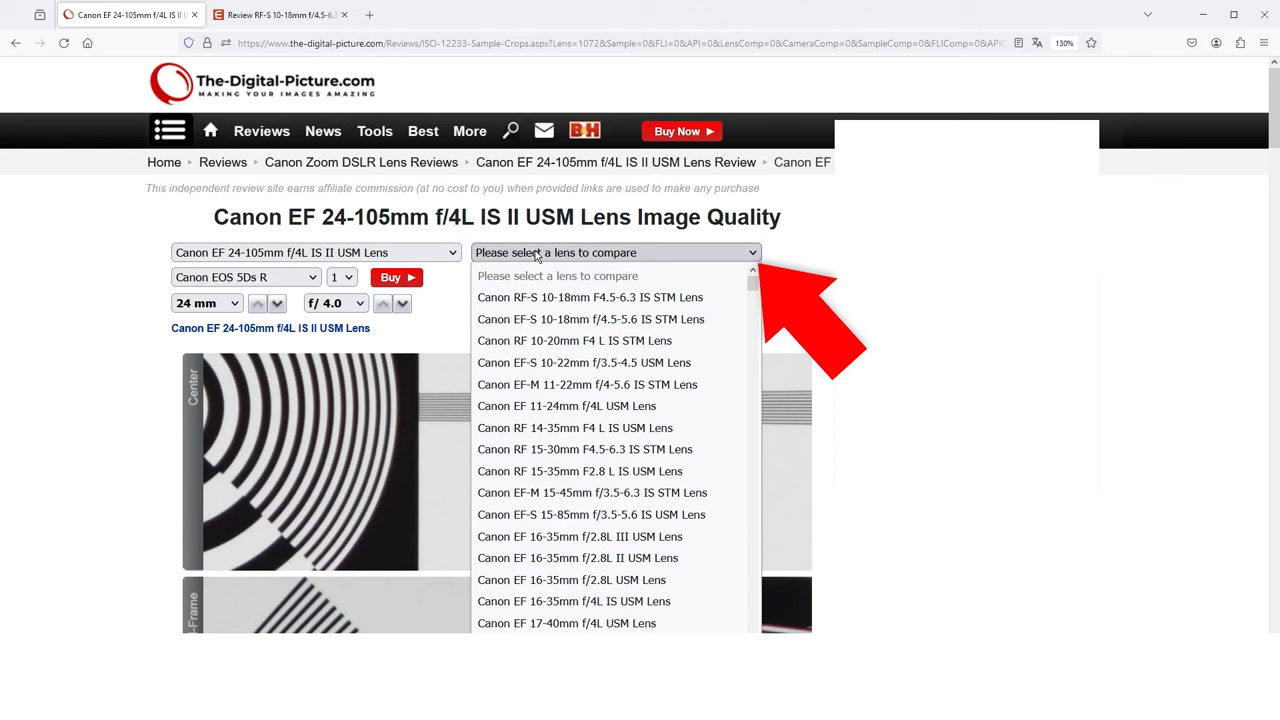 Canon EF 24-105mm f/4L IS II U
Review RF-S 10-18mm f/4.5-6.3
https://www.the-digital-picture.com/Reviews/ISO-12233-Sample-Crops.aspx?Lens=1072&Sample=0&FLI=0&API=0&LensComp=0&CameraComp=0&SampleComp=0&FLIComp=0&APIC
130%
The-Digital-Picture.com
MAKING YOUR IMAGES AMAZING
Reviews News Tools Best More B&H Buy Now
Home Reviews Canon Zoom DSLR Lens Reviews Canon EF 24-105mm f/4L IS II USM Lens Review Canon EF
This independent review site earns affiliate commission (at no cost to you) when provided links are used to make any purchase
Canon EF 24-105mm f/4L IS II USM Lens Image Quality
Canon EF 24-105mm f/4L IS II USM Lens
Canon EOS 5Ds R 1 Buy
24 mm f/ 4.0
Canon EF 24-105mm f/4L IS II USM Lens
Please select a lens to compare
Please select a lens to compare
Canon RF-S 10-18mm F4.5-6.3 IS STM Lens
Canon EF-S 10-18mm f/4.5-5.6 IS STM Lens
Canon RF 10-20mm F4 L IS STM Lens
Canon EF-S 10-22mm f/3.5-4.5 USM Lens
Canon EF-M 11-22mm f/4-5.6 IS STM Lens
Canon EF 11-24mm f/4L USM Lens
Canon RF 14-35mm F4 L IS USM Lens
Canon RF 15-30mm F4.5-6.3 IS STM Lens
Canon RF 15-35mm F2.8 L IS USM Lens
Canon EF-M 15-45mm f/3.5-6.3 IS STM Lens
Canon EF-S 15-85mm f/3.5-5.6 IS USM Lens
Canon EF 16-35mm f/2.8L III USM Lens
Canon EF 16-35mm f/2.8L II USM Lens
Canon EF 16-35mm f/2.8L USM Lens
Canon EF 16-35mm f/4L IS USM Lens
Canon EF 17-40mm f/4L USM Lens
Center
-Frame